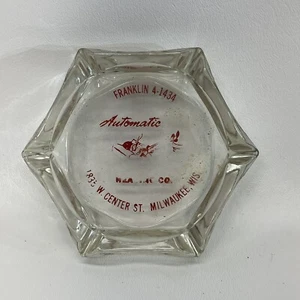 FRANKLIN 4-1434
Automatic
CO.
W. CENTER ST. MILWAUKEE, WIS.